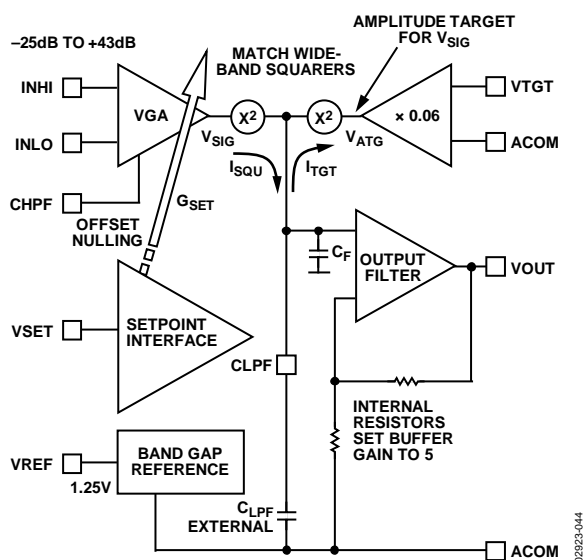 –25dB TO +43dB
AMPLITUDE TARGET
FOR VSIG
MATCH WIDE-
BAND SQUARERS
INHI
INLO
VGA
VSIG
X²
X²
VATG
× 0.06
VTGT
ACOM
ISQU
ITGT
CHPF
OFFSET
NULLING
GSET
CF
OUTPUT
FILTER
VOUT
VSET
SETPOINT
INTERFACE
CLPF
INTERNAL
RESISTORS
SET BUFFER
GAIN TO 5
VREF
1.25V
BAND GAP
REFERENCE
CLPF
EXTERNAL
ACOM
02923-044